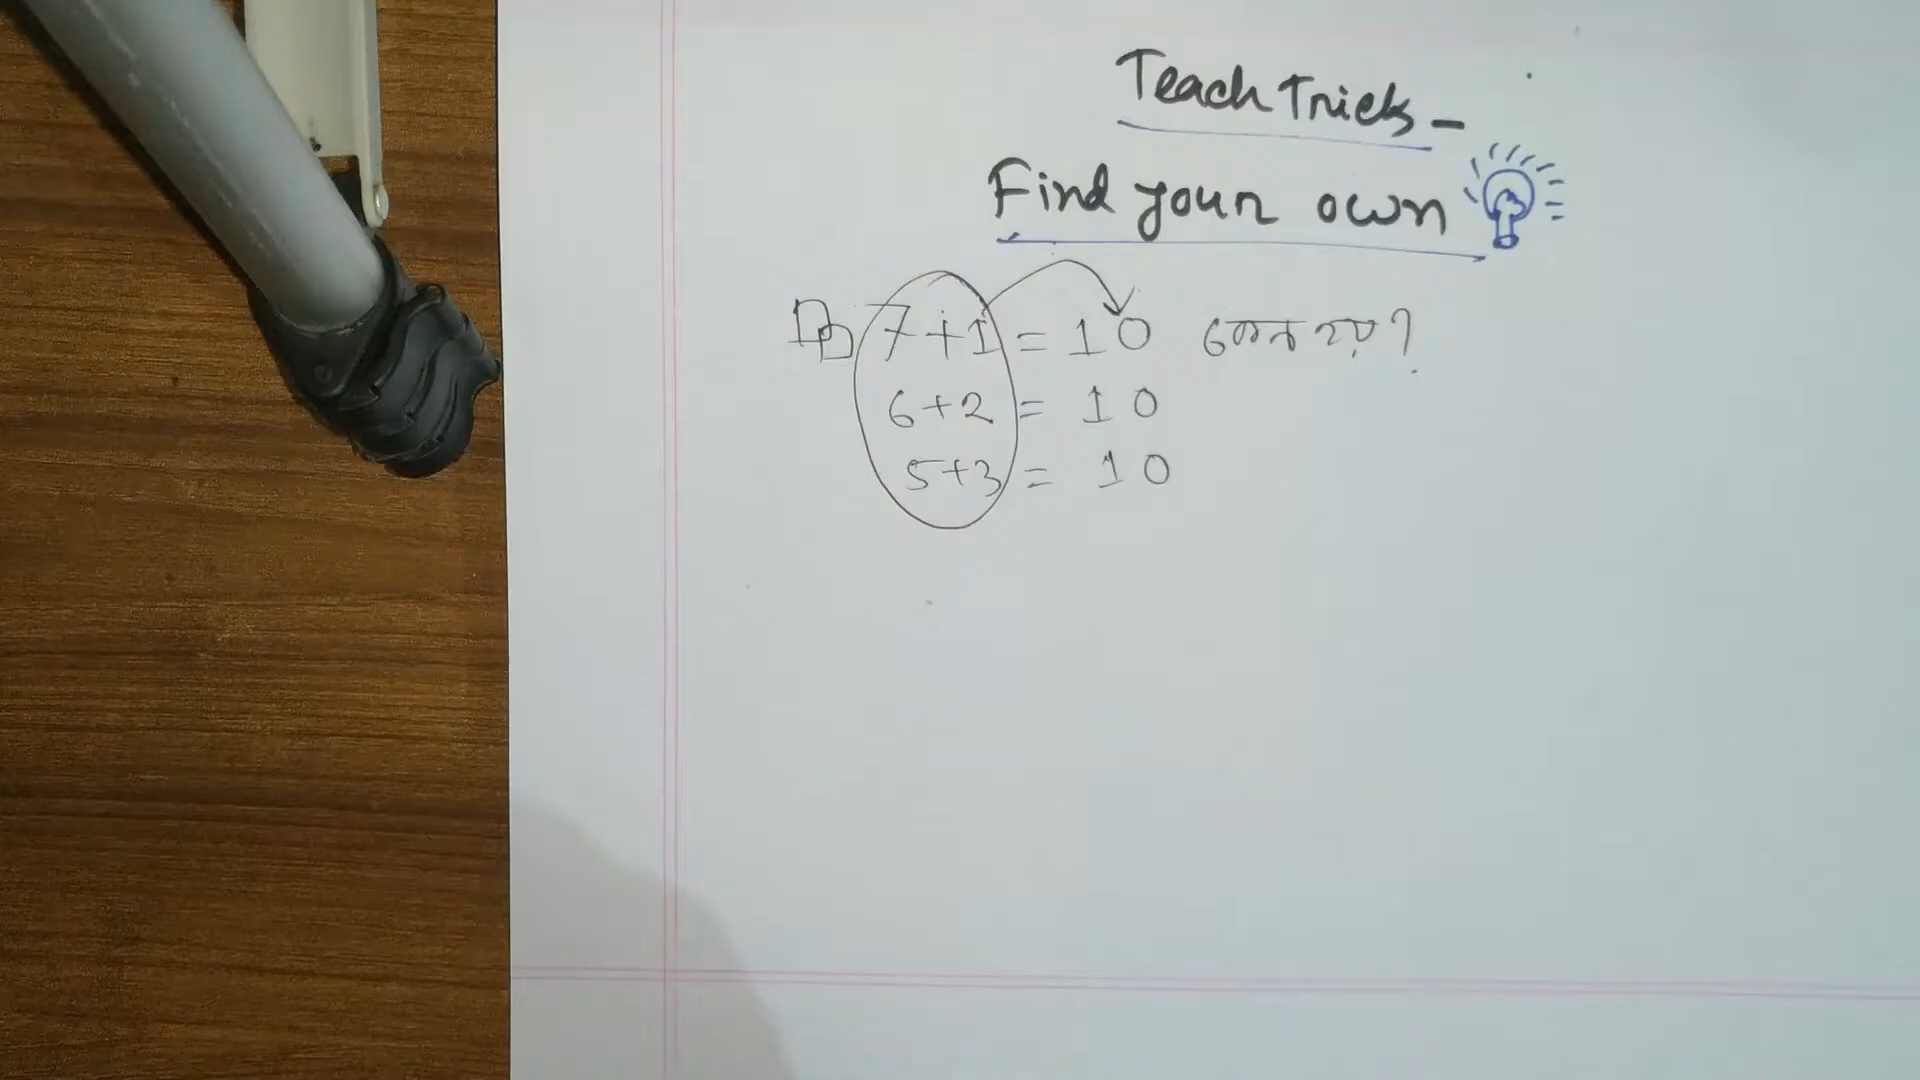 Teach Tricks -
Find your own
7+1 = 10 কেন হয়?
6+2 = 10
5+3 = 10